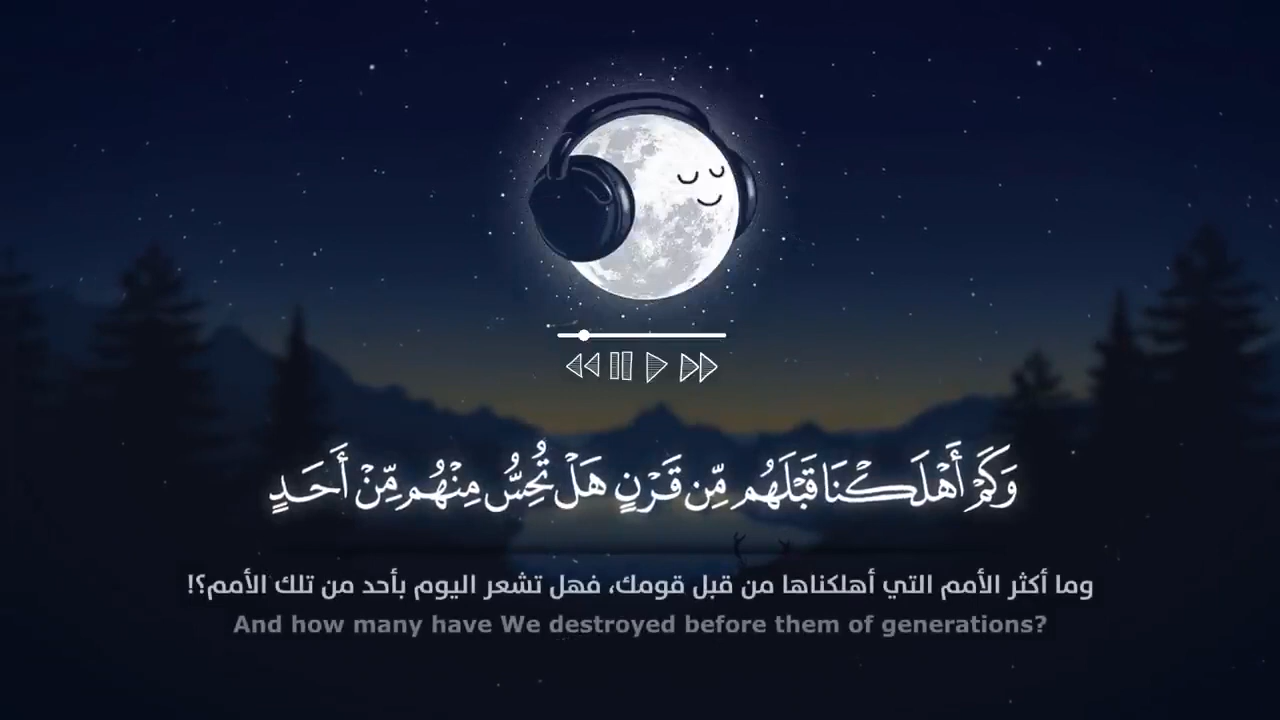 وَكَمْ أَهْلَكْنَا قَبْلَهُم مِّن قَرْنٍ هَلْ تُحِسُّ مِنْهُم مِّنْ أَحَدٍ
وما أكثر الأمم التي أهلكناها من قبل قومك، فهل تشعر اليوم بأحد من تلك الأمم؟!
And how many have We destroyed before them of generations?